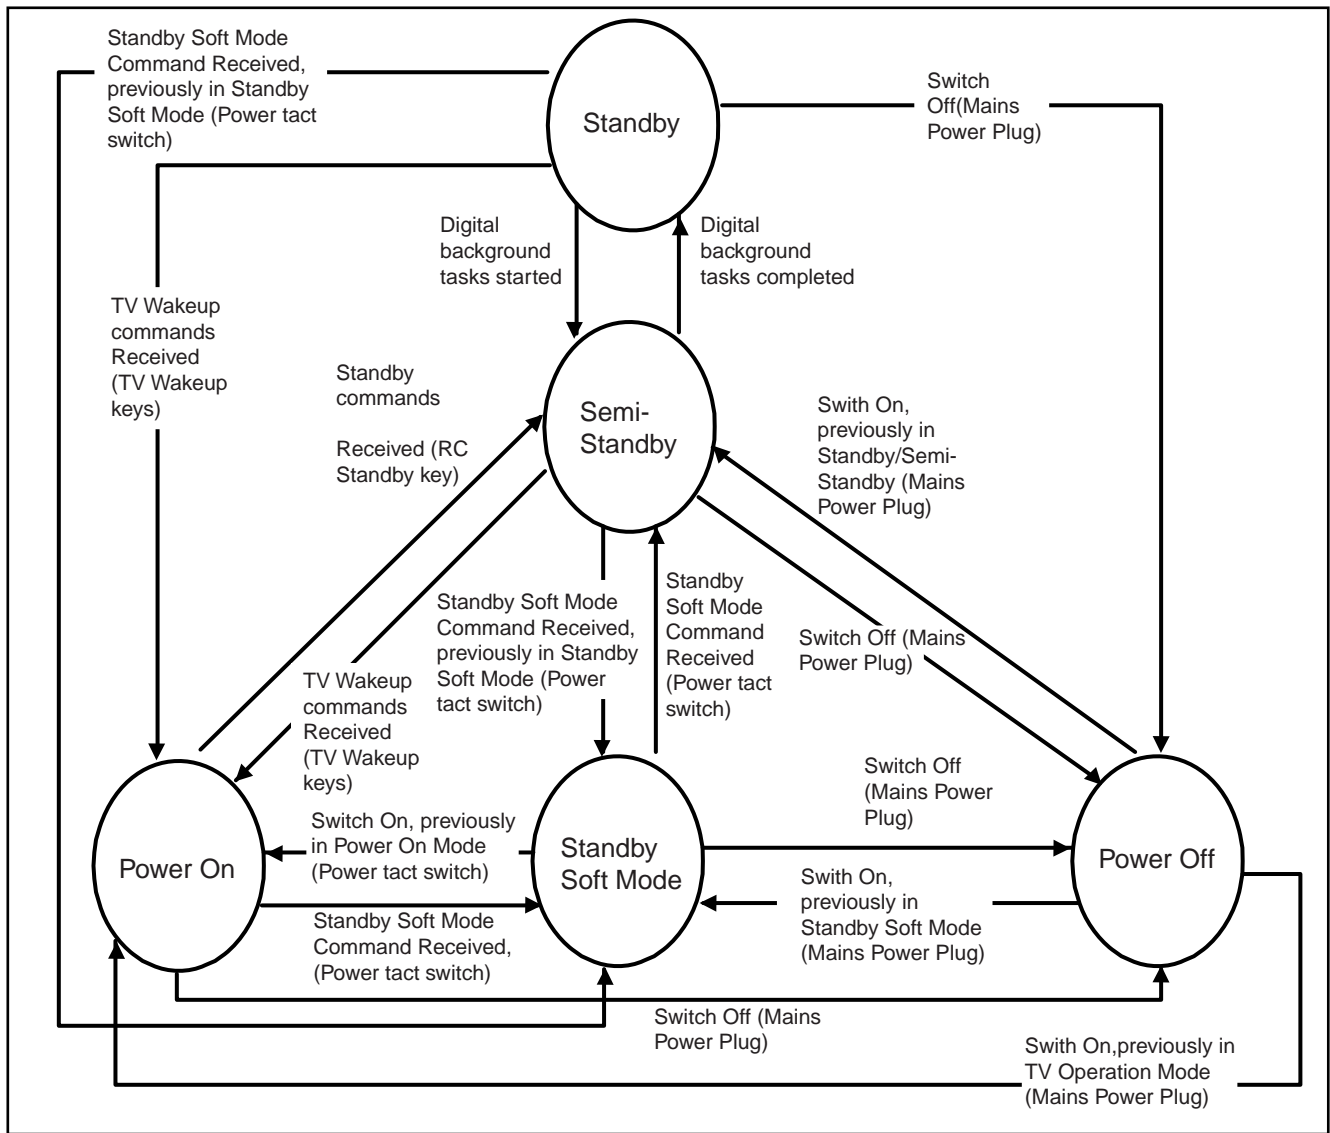 Standby Soft Mode
Command Received,
previously in Standby
Soft Mode (Power tact
switch)
Standby
Switch
Off(Mains
Power Plug)
Digital
background
tasks started
Digital
background
tasks completed
TV Wakeup
commands
Received
(TV Wakeup
keys)
Standby
commands
Received (RC
Standby key)
Semi-
Standby
Swith On,
previously in
Standby/Semi-
Standby (Mains
Power Plug)
Standby Soft Mode
Command Received,
previously in Standby
Soft Mode (Power
tact switch)
Standby
Soft Mode
Command
Received
(Power tact
switch)
Switch Off (Mains
Power Plug)
TV Wakeup
commands
Received
(TV Wakeup
keys)
Switch Off
(Mains Power
Plug)
Switch On, previously
in Power On Mode
(Power tact switch)
Power On
Standby
Soft Mode
Power Off
Swith On,
previously in
Standby Soft Mode
(Mains Power Plug)
Standby Soft Mode
Command Received,
(Power tact switch)
Switch Off (Mains
Power Plug)
Swith On,previously in
TV Operation Mode
(Mains Power Plug)